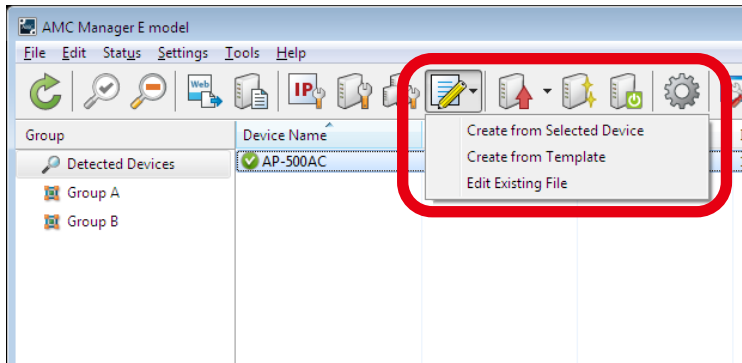 AMC Manager E model
File Edit Status Settings Tools Help
Web IP
Group Device Name
Create from Selected Device
Detected Devices AP-500AC
Create from Template
Group A
Edit Existing File
Group B